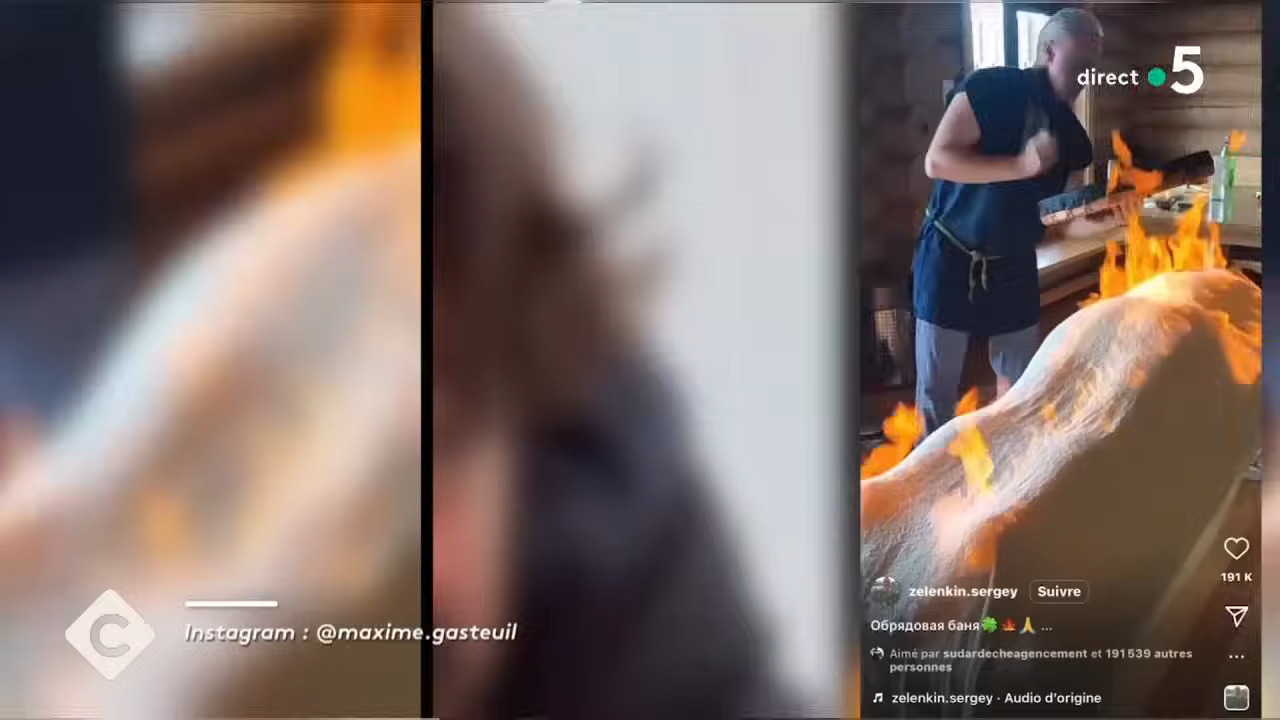 direct 5
C
Instagram : @maxime.gasteuil
zelenkin.sergey Suivre
Обрядовая баня🍀🍁🙏 ...
191 K
Aimé par sudardecheagencement et 191 539 autres
personnes
zelenkin.sergey · Audio d'origine